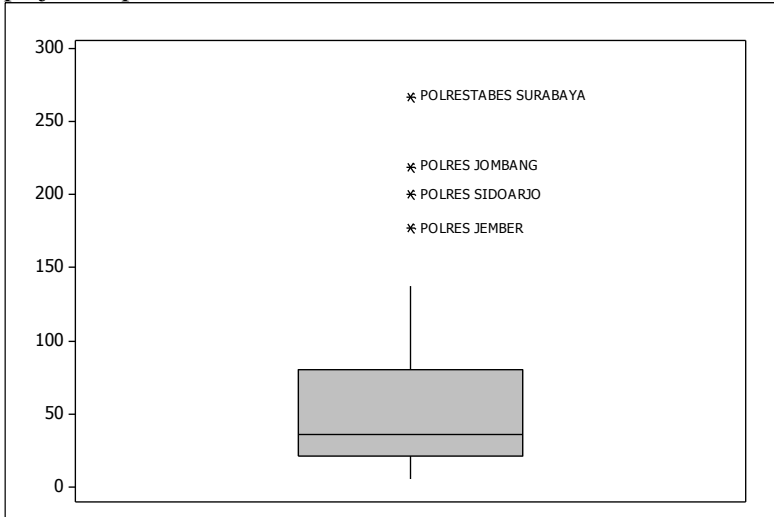 300
POLRESTABES SURABAYA
250
POLRES JOMBANG
200
POLRES SIDOARJO
POLRES JEMBER
150
100
50
0